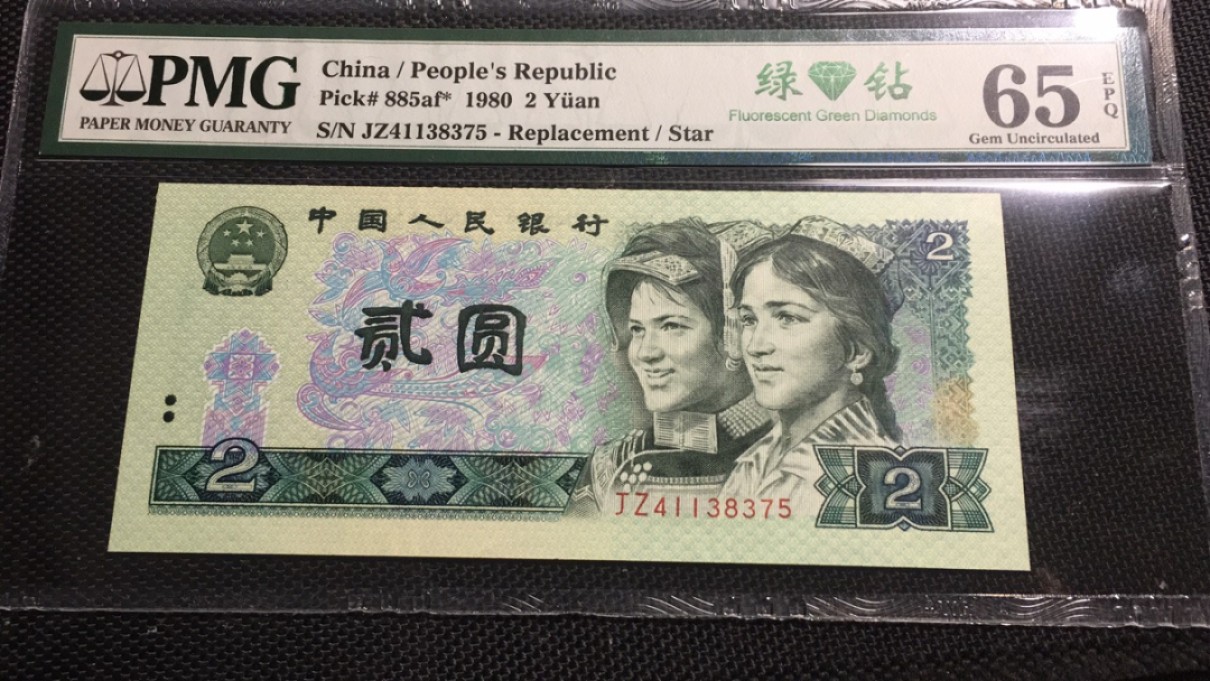 PMG
PAPER MONEY GUARANTY
China / People's Republic
Pick# 885af* 1980 2 Yüan
S/N JZ41138375 - Replacement / Star
绿 钻
Fluorescent Green Diamonds
65
EPQ
Gem Uncirculated
中国人民银行
2
贰圆
2
JZ41138375
2